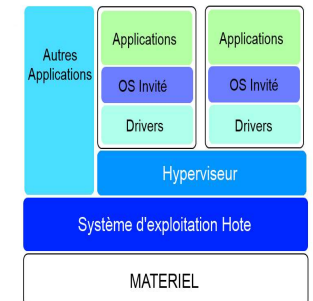 Autres
Applications
Applications
OS Invité
Drivers
Applications
OS Invité
Drivers
Hyperviseur
Système d'exploitation Hote
MATERIEL